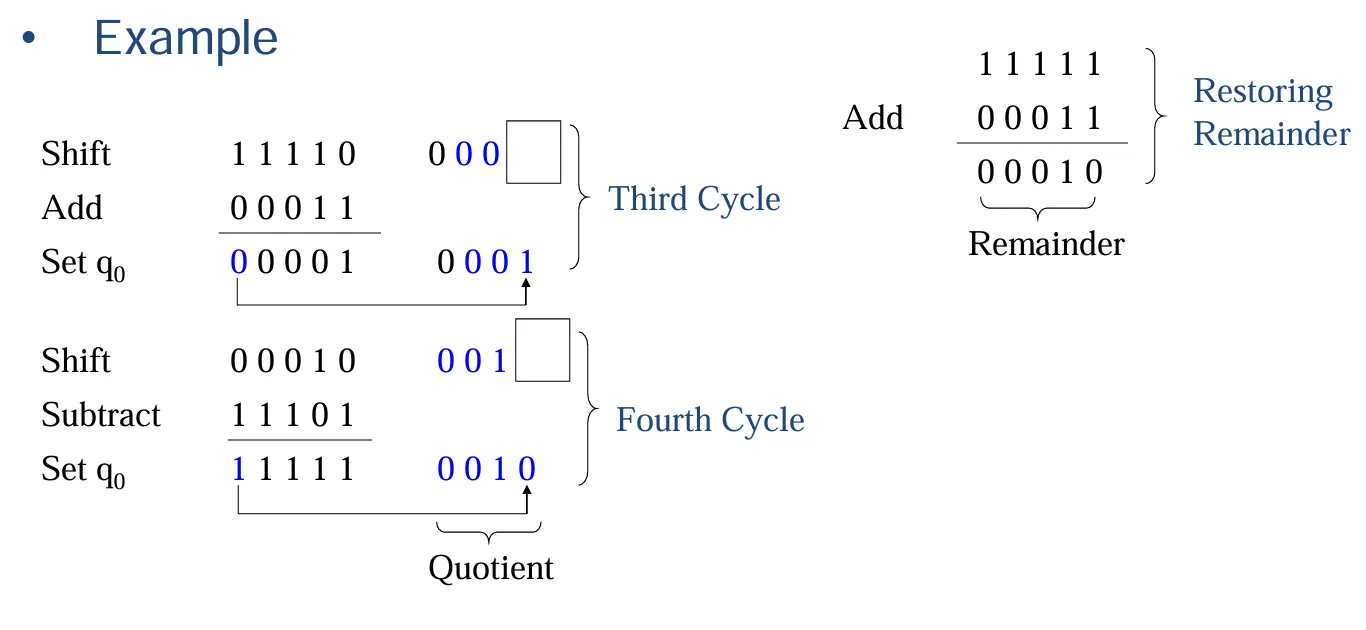 • Example
Shift 1 1 1 1 0 0 0 0
Add 0 0 0 1 1
Set q0 0 0 0 0 1 0 0 0 1
Third Cycle
Shift 0 0 0 1 0 0 0 1
Subtract 1 1 1 0 1
Set q0 1 1 1 1 1 0 0 1 0
Fourth Cycle
Quotient
1 1 1 1 1
Add 0 0 0 1 1
0 0 0 1 0
Restoring
Remainder
Remainder